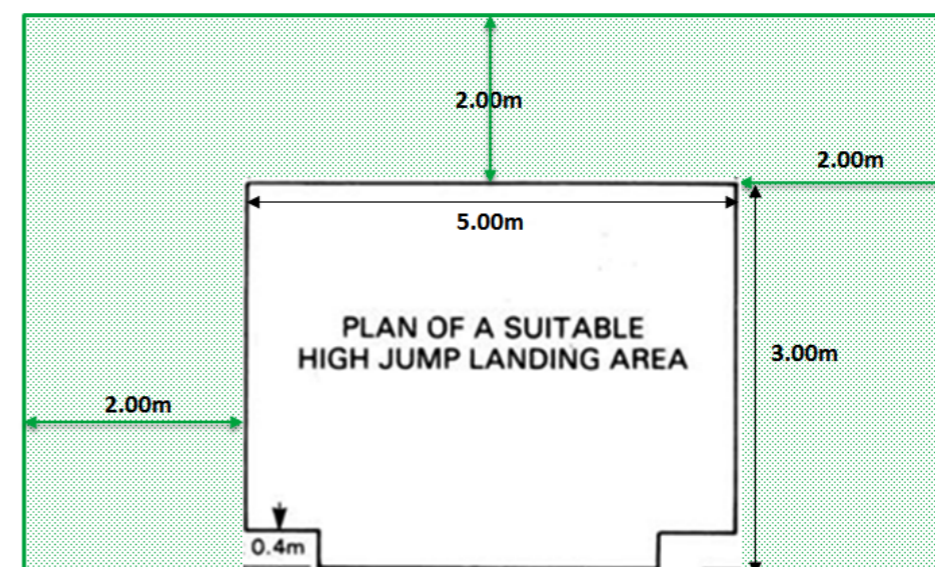 2.00m
2.00m
5.00m
PLAN OF A SUITABLE
HIGH JUMP LANDING AREA
3.00m
2.00m
0.4m